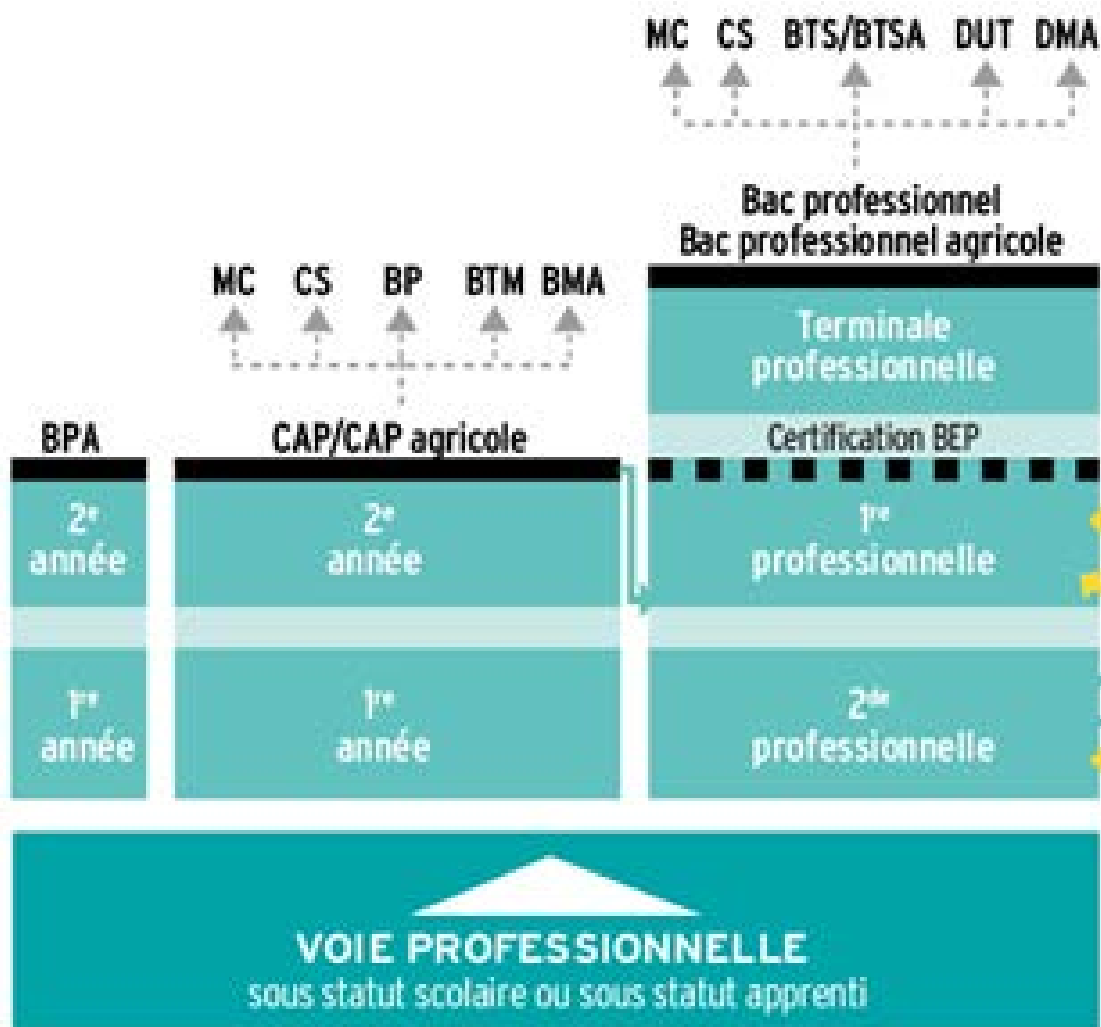 MC CS BTS/BTSA DUT DMA
Bac professionnel
Bac professionnel agricole
MC CS BP BTM BMA
Terminale
professionnelle
BPA
CAP/CAP agricole
Certification BEP
2e
année
2e
année
1re
professionnelle
1re
année
1re
année
2de
professionnelle
VOIE PROFESSIONNELLE
sous statut scolaire ou sous statut apprenti